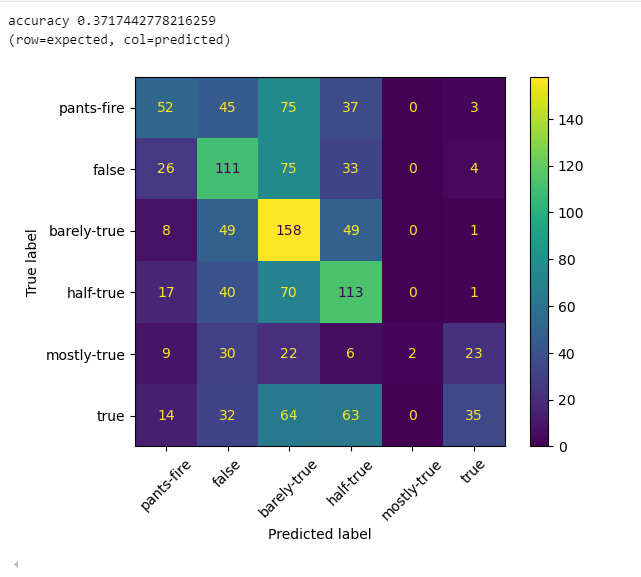 accuracy 0.3717442778216259
(row=expected, col=predicted)
pants-fire 52 45 75 37 0 3
false 26 111 75 33 0 4
barely-true 8 49 158 49 0 1
half-true 17 40 70 113 0 1
mostly-true 9 30 22 6 2 23
true 14 32 64 63 0 35
True label
pants-fire false barely-true half-true mostly-true true
Predicted label
140
120
100
80
60
40
20
0